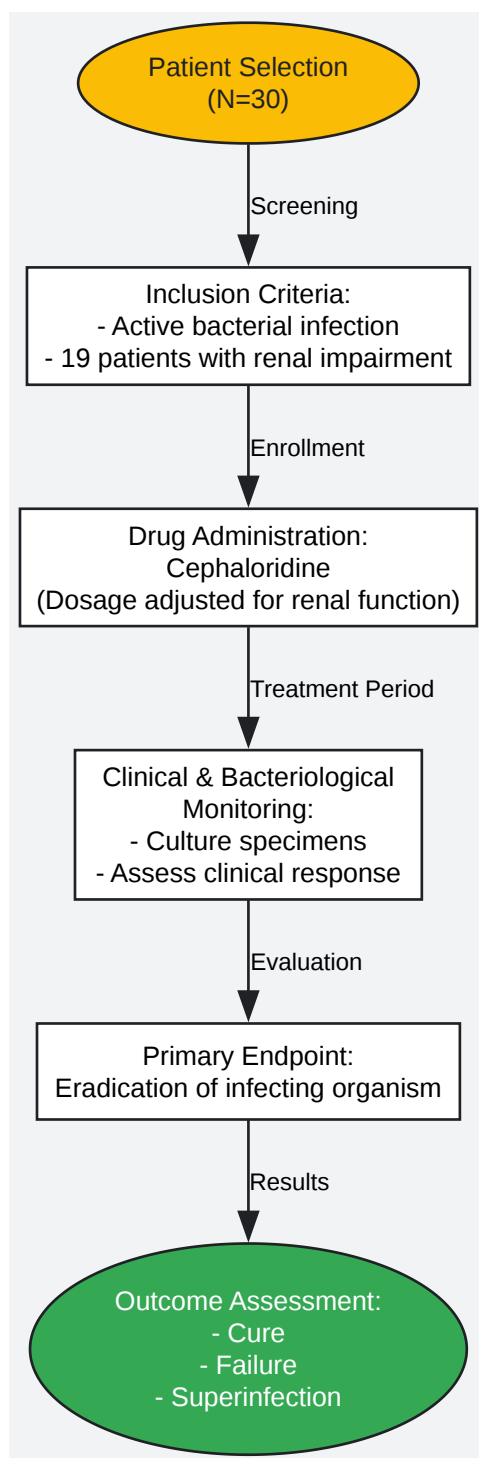 Patient Selection
(N=30)
Screening
Inclusion Criteria:
- Active bacterial infection
- 19 patients with renal impairment
Enrollment
Drug Administration:
Cephaloridine
(Dosage adjusted for renal function)
Treatment Period
Clinical & Bacteriological
Monitoring:
- Culture specimens
- Assess clinical response
Evaluation
Primary Endpoint:
Eradication of infecting organism
Results
Outcome Assessment:
- Cure
- Failure
- Superinfection